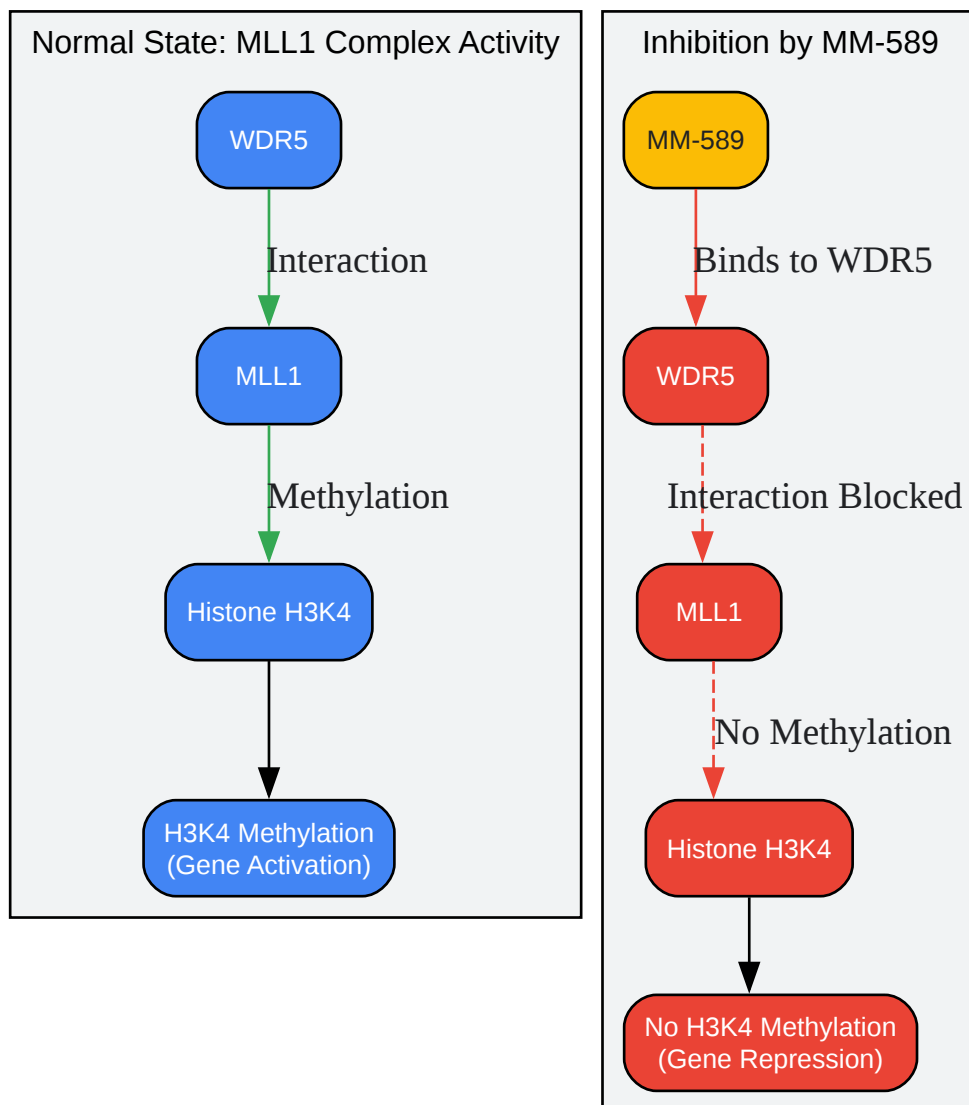 Normal State: MLL1 Complex Activity
WDR5
Interaction
MLL1
Methylation
Histone H3K4
H3K4 Methylation
(Gene Activation)
Inhibition by MM-589
MM-589
Binds to WDR5
WDR5
Interaction Blocked
MLL1
No Methylation
Histone H3K4
No H3K4 Methylation
(Gene Repression)